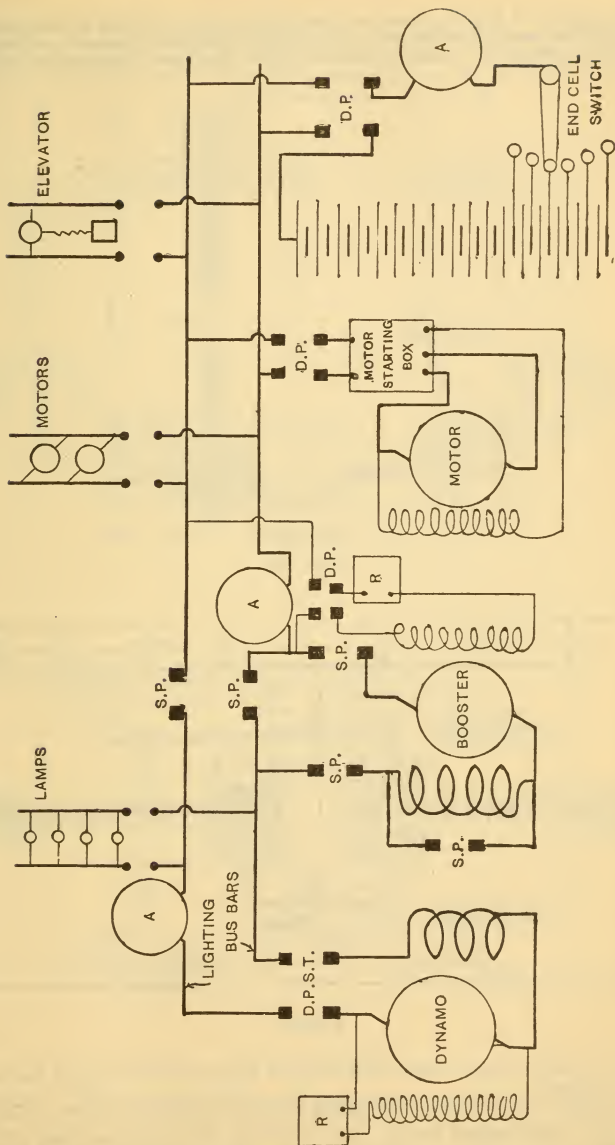 LAMPS
MOTORS
ELEVATOR
A
S.P.
A
LIGHTING
BUS BARS
S.P.
A
D.P.
D.P.
D.P.S.T.
S.P.
S.P.
D.P.
R
MOTOR
STARTING
BOX
END CELL
SWITCH
R
DYNAMO
S.P.
BOOSTER
MOTOR